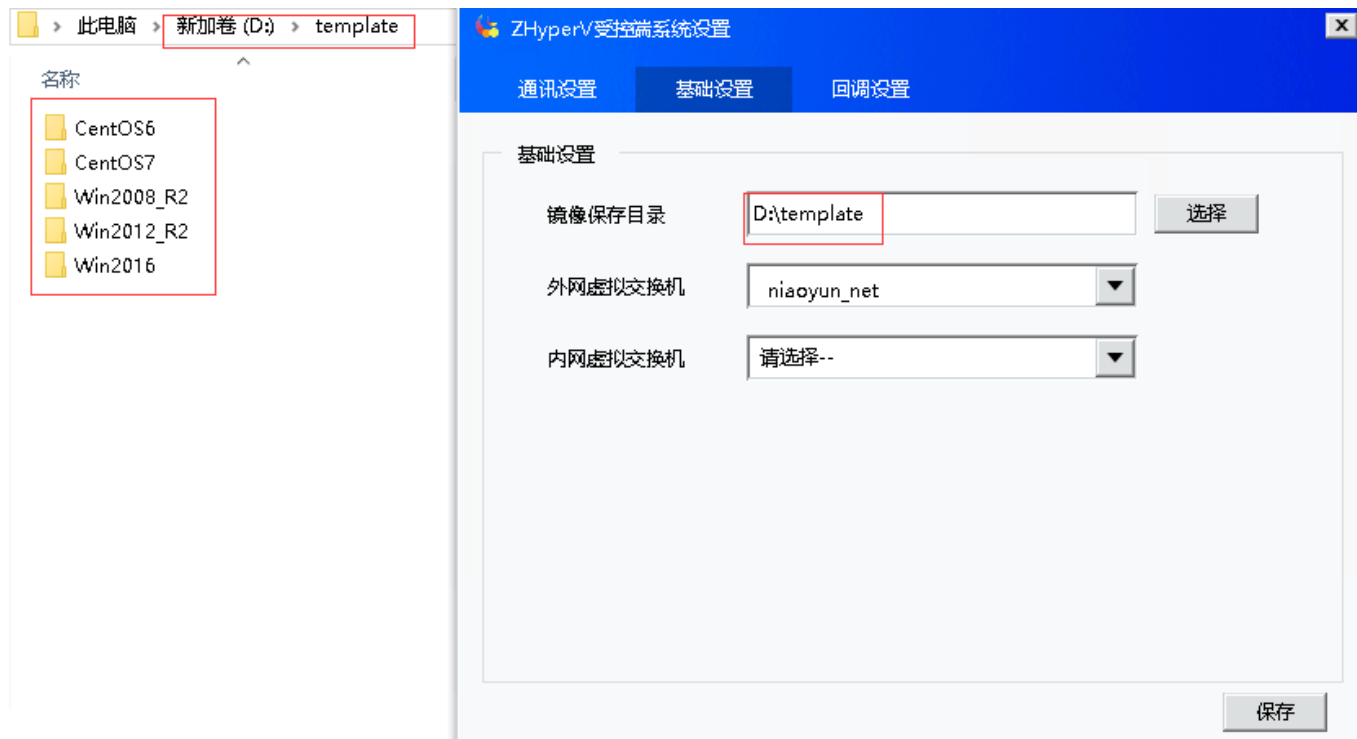 此电脑 > 新加卷 (D:) > template
名称
CentOS6
CentOS7
Win2008_R2
Win2012_R2
Win2016
ZHyperV受控端系统设置
通讯设置 基础设置 回调设置
基础设置
镜像保存目录 D:\template 选择
外网虚拟交换机 niaoyun_net
内网虚拟交换机 请选择--
保存